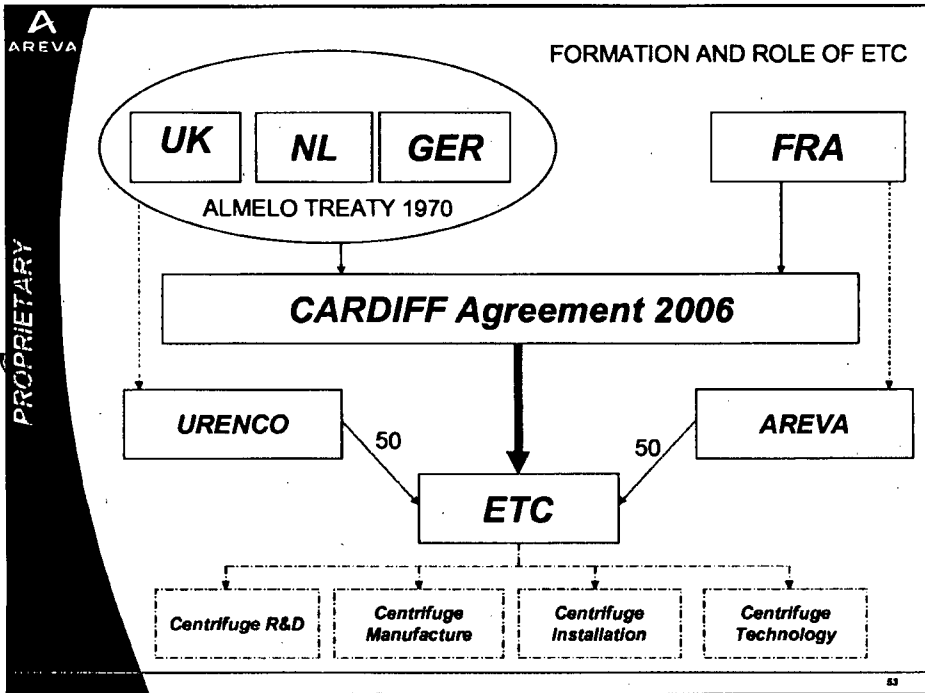 AREVA
FORMATION AND ROLE OF ETC
UK
NL
GER
FRA
ALMELO TREATY 1970
PROPRIETARY
CARDIFF Agreement 2006
URENCO
50
50
AREVA
ETC
Centrifuge R&D
Centrifuge
Manufacture
Centrifuge
Installation
Centrifuge
Technology
53